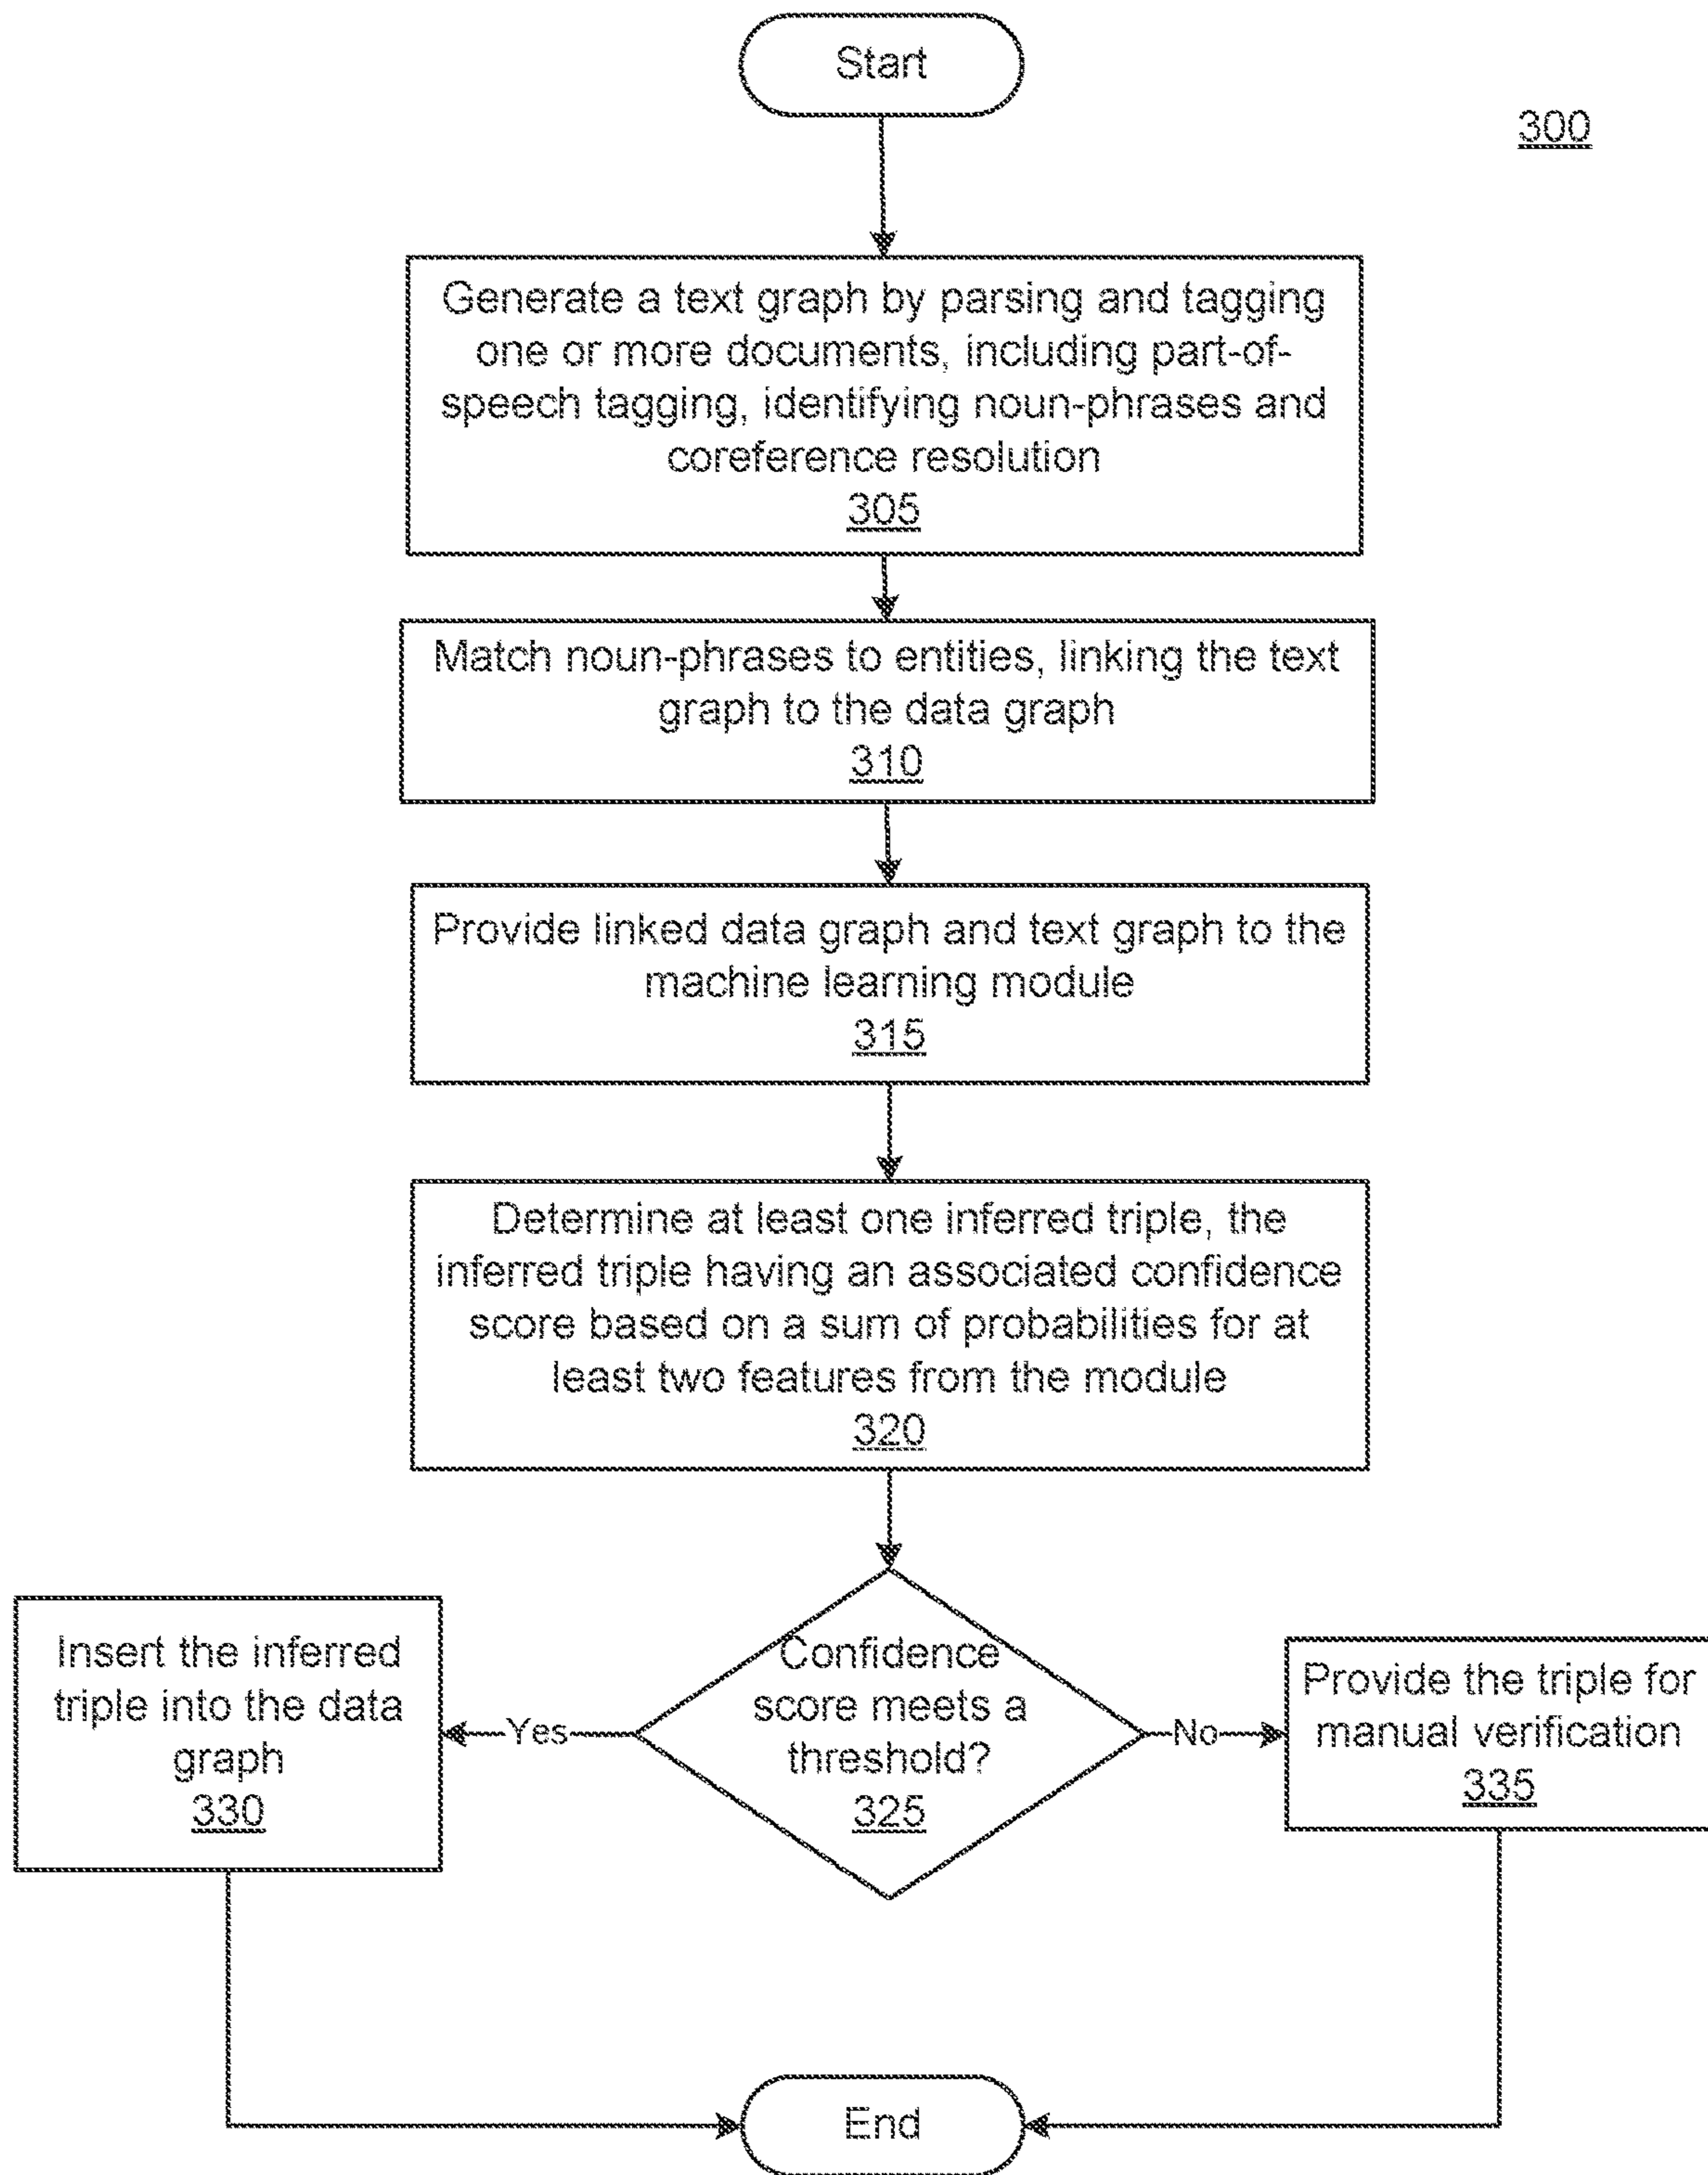 Start
300
Generate a text graph by parsing and tagging
one or more documents, including part-of-
speech tagging, identifying noun-phrases and
coreference resolution
305
Match noun-phrases to entities, linking the text
graph to the data graph
310
Provide linked data graph and text graph to the
machine learning module
315
Determine at least one inferred triple, the
inferred triple having an associated confidence
score based on a sum of probabilities for at
least two features from the module
320
Insert the inferred
triple into the data
graph
330
Yes
Confidence
score meets a
threshold?
325
No
Provide the triple for
manual verification
335
End